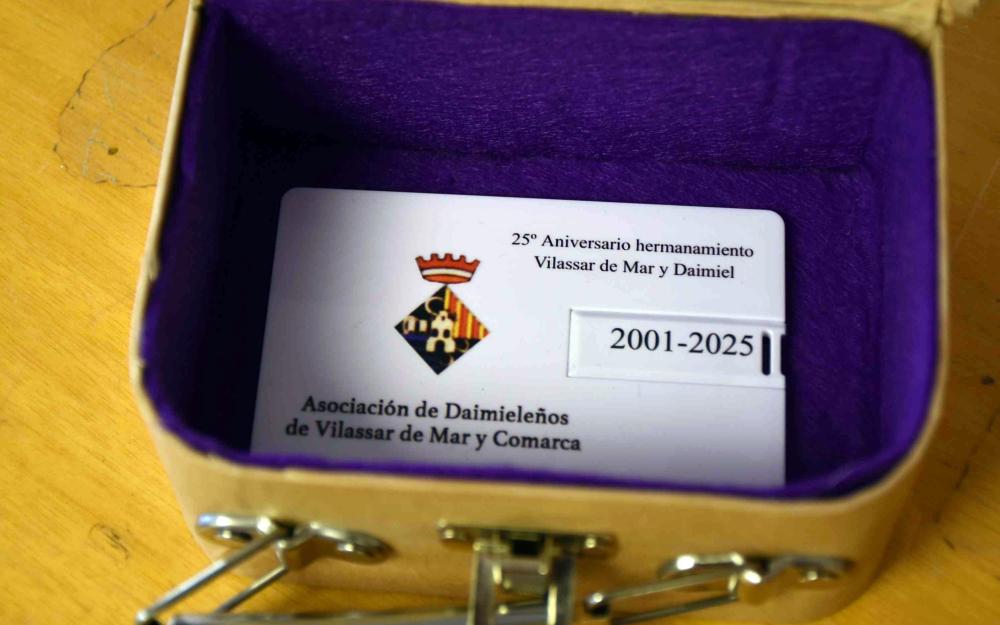 25º Aniversario hermanamiento
Vilassar de Mar y Daimiel
2001-2025
Asociación de Daimieleños
de Vilassar de Mar y Comarca